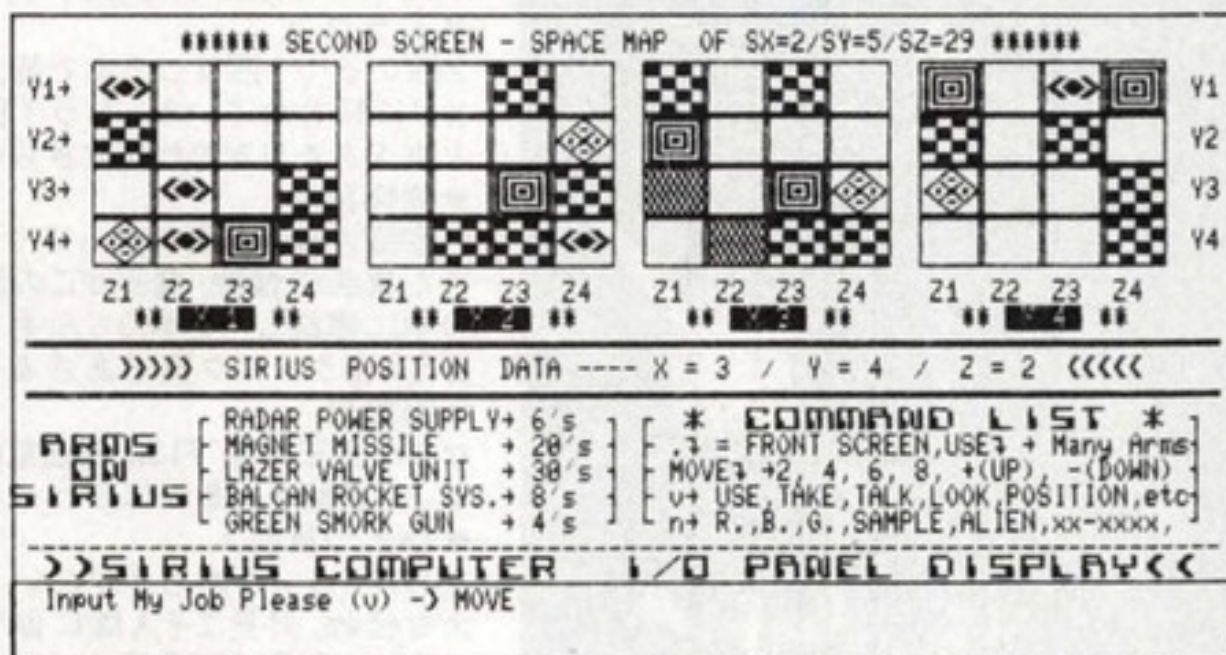 ****** SECOND SCREEN - SPACE MAP OF SX=2/SY=5/SZ=29 ******
Y1→ Y1
Y2→ Y2
Y3→ Y3
Y4→ Y4
Z1 Z2 Z3 Z4 Z1 Z2 Z3 Z4 Z1 Z2 Z3 Z4 Z1 Z2 Z3 Z4
** X 1 ** ** X 2 ** ** X 3 ** ** X 4 **
>>>>> SIRIUS POSITION DATA ---- X = 3 / Y = 4 / Z = 2 <<<<<
ARMS ON SIRIUS
RADAR POWER SUPPLY→ 6's
MAGNET MISSILE → 20's
LAZER VALVE UNIT → 30's
BALCAN ROCKET SYS.→ 8's
GREEN SMORK GUN → 4's
* COMMAND LIST *
.↴ = FRONT SCREEN,USE↴ → Many Arms
MOVE↴ →2, 4, 6, 8, +(UP), -(DOWN)
v→ USE,TAKE,TALK,LOOK,POSITION,etc
n→ R.,B.,G.,SAMPLE,ALIEN,xx-xxxx,
>>SIRIUS COMPUTER I/O PANEL DISPLAY<<
Input My Job Please (v) -> MOVE